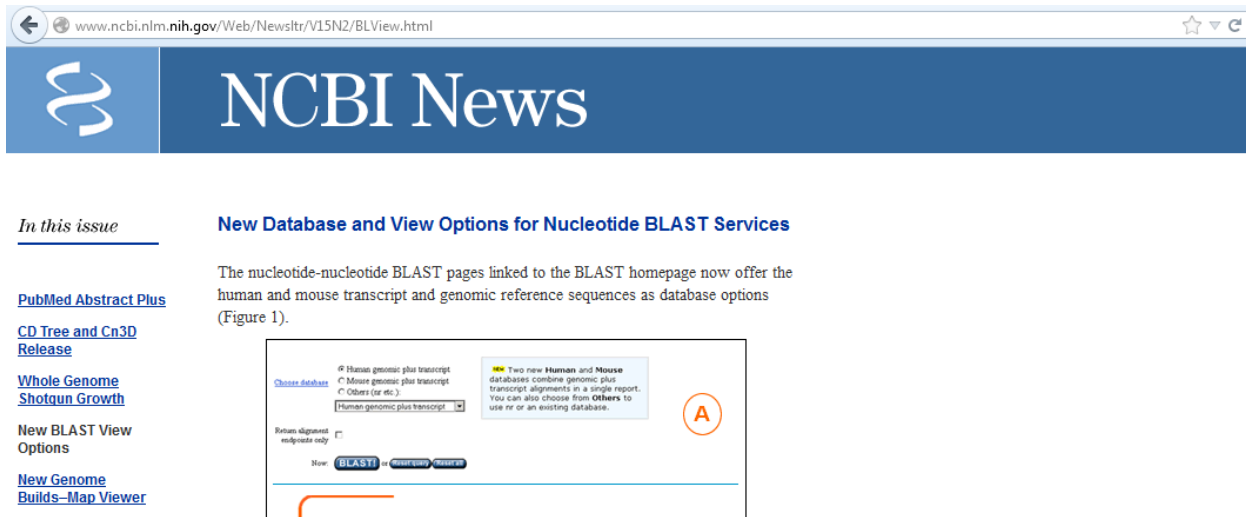 www.ncbi.nlm.nih.gov/Web/Newsltr/V15N2/BLView.html
NCBI News
In this issue
PubMed Abstract Plus
CD Tree and Cn3D
Release
Whole Genome
Shotgun Growth
New BLAST View
Options
New Genome
Builds–Map Viewer
New Database and View Options for Nucleotide BLAST Services
The nucleotide-nucleotide BLAST pages linked to the BLAST homepage now offer the
human and mouse transcript and genomic reference sequences as database options
(Figure 1).
Choose database
Human genomic plus transcript
Mouse genomic plus transcript
Others (nr etc.):
Human genomic plus transcript
NEW Two new Human and Mouse
databases combine genomic plus
transcript alignments in a single report.
You can also choose from Others to
use nr or an existing database.
A
Return alignment
endpoints only
Now: BLAST! or Reset query Reset all